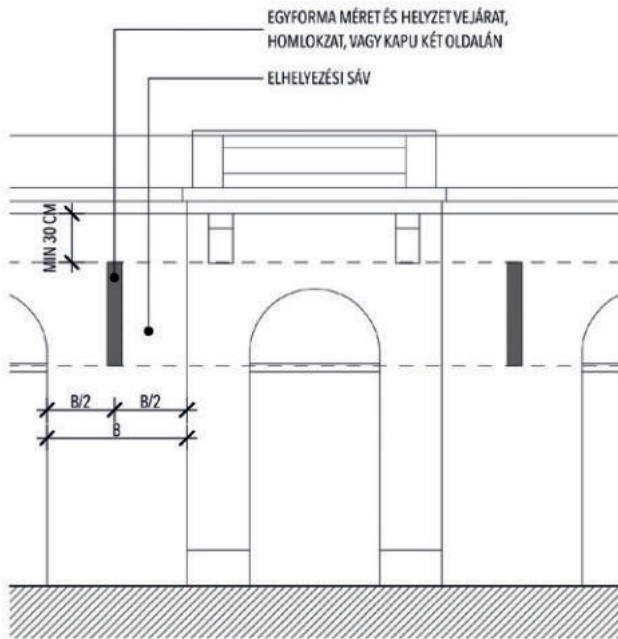 EGYFORMA MÉRET ÉS HELYZET VEJÁRAT,
HOMLOKZAT, VAGY KAPU KÉT OLDALÁN
ELHELYEZÉSI SÁV
MIN 30 CM
B/2
B/2
B